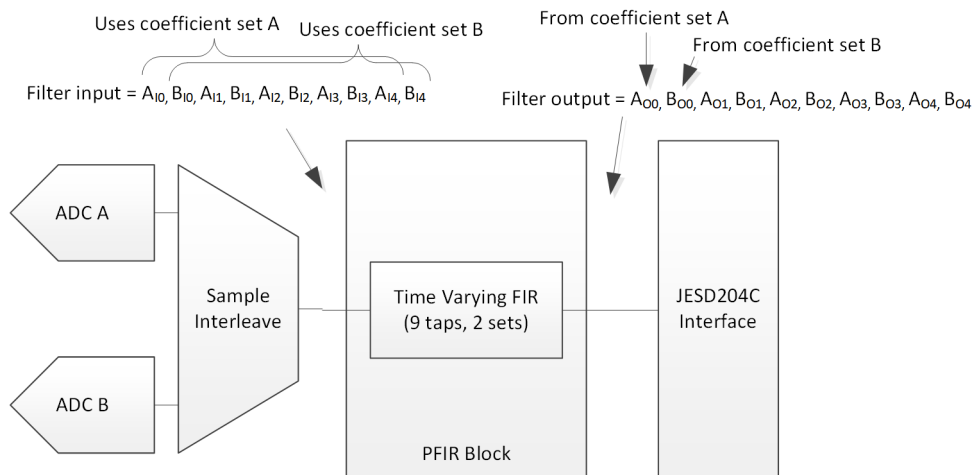 Uses coefficient set A
Uses coefficient set B
From coefficient set A
From coefficient set B
Filter input = AI0, BI0, AI1, BI1, AI2, BI2, AI3, BI3, AI4, BI4
Filter output = AO0, BO0, AO1, BO1, AO2, BO2, AO3, BO3, AO4, BO4
ADC A
Sample
Interleave
Time Varying FIR
(9 taps, 2 sets)
JESD204C
Interface
ADC B
PFIR Block